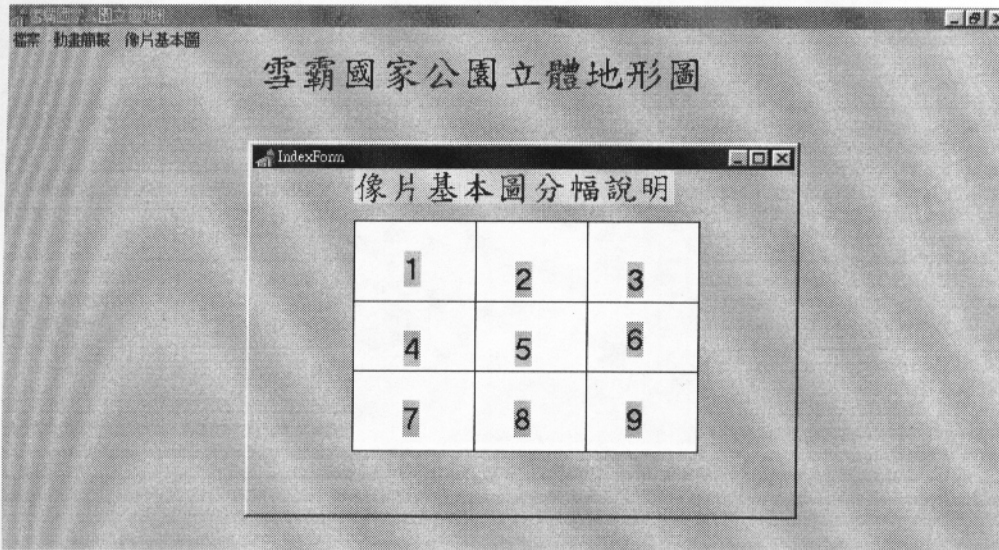 檔案 動畫簡報 像片基本圖
雪霸國家公園立體地形圖
IndexForm
像片基本圖分幅說明
1 2 3
4 5 6
7 8 9